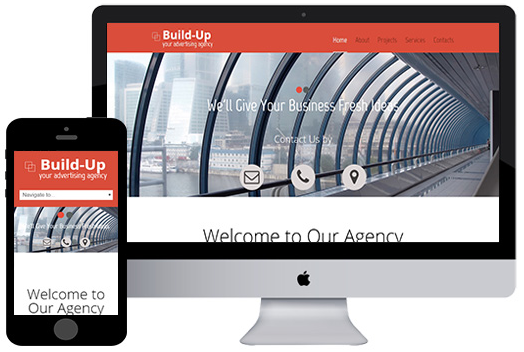 Build-Up
your advertising agency
Home About Projects Services Contacts
We'll Give Your Business Fresh Ideas
Contact Us by
Welcome to Our Agency
Build-Up
your advertising agency
Navigate to...
We'll Give Your Business Fresh Ideas
Welcome to
Our Agency